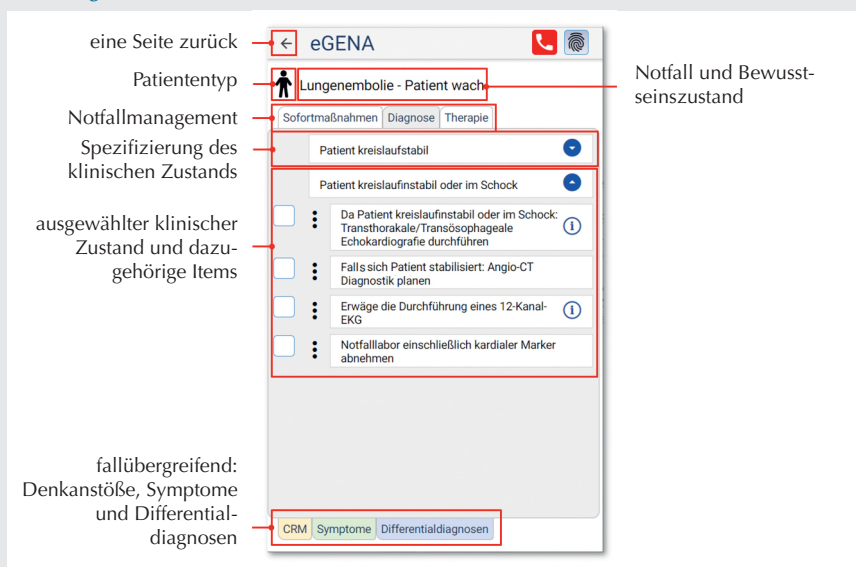 eine Seite zurück
eGENA
Patiententyp
Lungenembolie - Patient wach
Notfall und Bewusst-
seinszustand
Notfallmanagement
Sofortmaßnahmen Diagnose Therapie
Spezifizierung des
klinischen Zustands
Patient kreislaufstabil
Patient kreislaufinstabil oder im Schock
ausgewählter klinischer
Zustand und dazu-
gehörige Items
Da Patient kreislaufinstabil oder im Schock:
Transthorakale/Transösophageale
Echokardiografie durchführen
Falls sich Patient stabilisiert: Angio-CT
Diagnostik planen
Erwäge die Durchführung eines 12-Kanal-
EKG
Notfalllabor einschließlich kardialer Marker
abnehmen
fallübergreifend:
Denkanstöße, Symptome
und Differential-
diagnosen
CRM Symptome Differentialdiagnosen